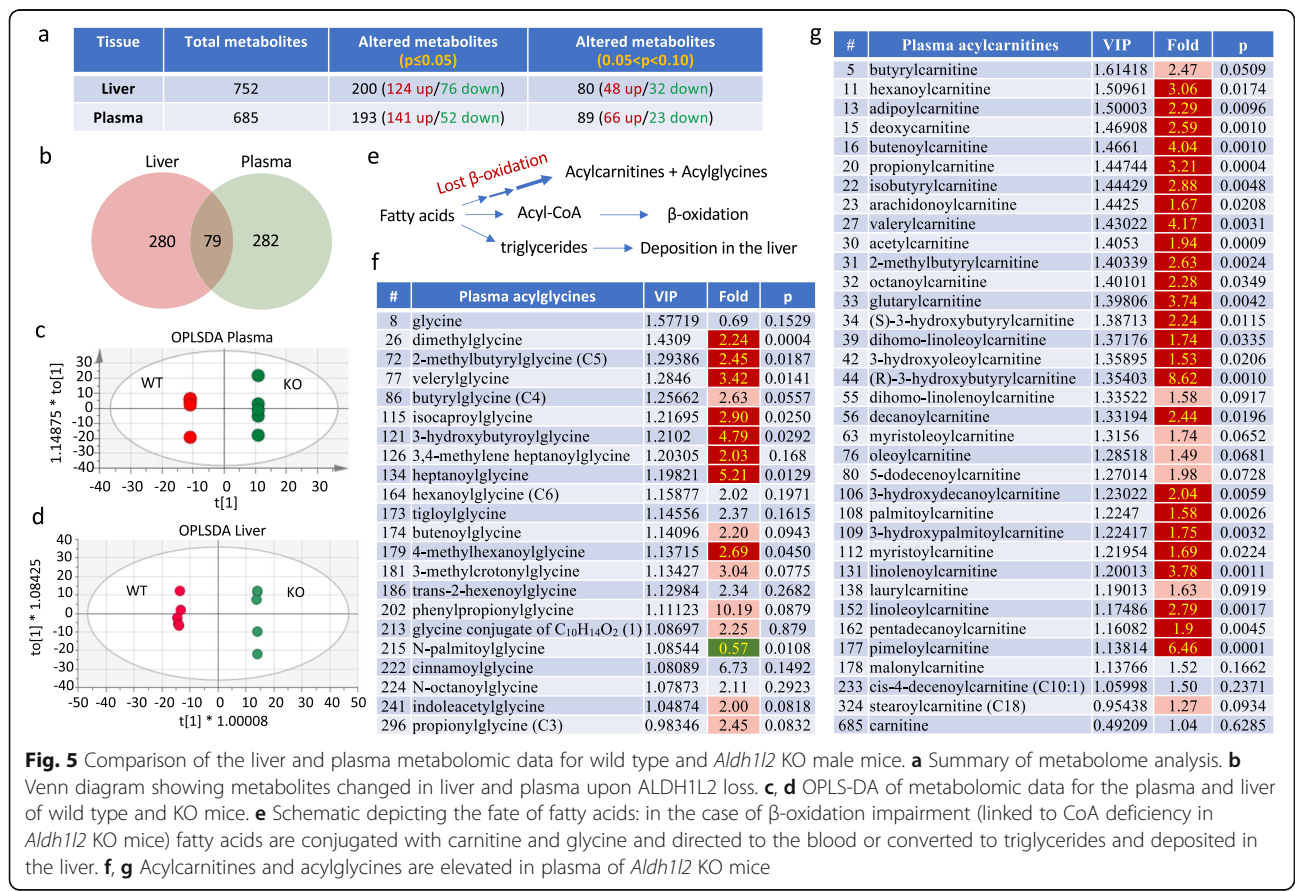 a
Tissue Total metabolites Altered metabolites (p≤0.05) Altered metabolites (0.05<p<0.10)
Liver 752 200 (124 up/76 down) 80 (48 up/32 down)
Plasma 685 193 (141 up/52 down) 89 (66 up/23 down)
b
Liver Plasma
280 79 282
c
OPLSDA Plasma
WT KO
1.14875 * to[1]
30
20
10
0
-10
-20
-30
-40
-40 -30 -20 -10 0 10 20 30
t[1]
d
OPLSDA Liver
WT KO
to[1] * 1.08425
40
30
20
10
0
-10
-20
-30
-40
-50 -40 -30 -20 -10 0 10 20 30 40 50
t[1] * 1.00008
e
Lost β-oxidation
Acylcarnitines + Acylglycines
Fatty acids Acyl-CoA β-oxidation
triglycerides Deposition in the liver
f
# Plasma acylglycines VIP Fold p
8 glycine 1.57719 0.69 0.1529
26 dimethylglycine 1.4309 2.24 0.0004
72 2-methylbutyrylglycine (C5) 1.29386 2.45 0.0187
77 velerylglycine 1.2846 3.42 0.0141
86 butyrylglycine (C4) 1.25662 2.63 0.0557
115 isocaproylglycine 1.21695 2.90 0.0250
121 3-hydroxybutyroylglycine 1.2102 4.79 0.0292
126 3,4-methylene heptanoylglycine 1.20305 2.03 0.168
134 heptanoylglycine 1.19821 5.21 0.0129
164 hexanoylglycine (C6) 1.15877 2.02 0.1971
173 tigloylglycine 1.14556 2.37 0.1615
174 butenoylglycine 1.14096 2.20 0.0943
179 4-methylhexanoylglycine 1.13715 2.69 0.0450
181 3-methylcrotonylglycine 1.13427 3.04 0.0775
186 trans-2-hexenoylglycine 1.12984 2.34 0.2682
202 phenylpropionylglycine 1.11123 10.19 0.0879
213 glycine conjugate of C₁₀H₁₄O₂ (1) 1.08697 2.25 0.879
215 N-palmitoylglycine 1.08544 0.57 0.0108
222 cinnamoylglycine 1.08089 6.73 0.1492
224 N-octanoylglycine 1.07873 2.11 0.2923
241 indoleacetylglycine 1.04874 2.00 0.0818
296 propionylglycine (C3) 0.98346 2.45 0.0832
g
# Plasma acylcarnitines VIP Fold p
5 butyrylcarnitine 1.61418 2.47 0.0509
11 hexanoylcarnitine 1.50961 3.06 0.0174
13 adipoylcarnitine 1.50003 2.29 0.0096
15 deoxycarnitine 1.46908 2.59 0.0010
16 butenoylcarnitine 1.4661 4.04 0.0010
20 propionylcarnitine 1.44744 3.21 0.0004
22 isobutyrylcarnitine 1.44429 2.88 0.0048
23 arachidonoylcarnitine 1.4425 1.67 0.0208
27 valerylcarnitine 1.43022 4.17 0.0031
30 acetylcarnitine 1.4053 1.94 0.0009
31 2-methylbutyrylcarnitine 1.40339 2.63 0.0024
32 octanoylcarnitine 1.40101 2.28 0.0349
33 glutarylcarnitine 1.39806 3.74 0.0042
34 (S)-3-hydroxybutyrylcarnitine 1.38713 2.24 0.0115
39 dihomo-linoleoylcarnitine 1.37176 1.74 0.0335
42 3-hydroxyoleoylcarnitine 1.35895 1.53 0.0206
44 (R)-3-hydroxybutyrylcarnitine 1.35403 8.62 0.0010
55 dihomo-linolenoylcarnitine 1.33522 1.58 0.0917
56 decanoylcarnitine 1.33194 2.44 0.0196
63 myristoleoylcarnitine 1.3156 1.74 0.0652
76 oleoylcarnitine 1.28518 1.49 0.0681
80 5-dodecenoylcarnitine 1.27014 1.98 0.0728
106 3-hydroxydecanoylcarnitine 1.23022 2.04 0.0059
108 palmitoylcarnitine 1.2247 1.58 0.0026
109 3-hydroxypalmitoylcarnitine 1.22417 1.75 0.0032
112 myristoylcarnitine 1.21954 1.69 0.0224
131 linolenoylcarnitine 1.20013 3.78 0.0011
138 laurylcarnitine 1.19013 1.63 0.0919
152 linoleoylcarnitine 1.17486 2.79 0.0017
162 pentadecanoylcarnitine 1.16082 1.9 0.0045
177 pimeloylcarnitine 1.13814 6.46 0.0001
178 malonylcarnitine 1.13766 1.52 0.1662
233 cis-4-decenoylcarnitine (C10:1) 1.05998 1.50 0.2371
324 stearoylcarnitine (C18) 0.95438 1.27 0.0934
685 carnitine 0.49209 1.04 0.6285
Fig. 5 Comparison of the liver and plasma metabolomic data for wild type and Aldh1l2 KO male mice. a Summary of metabolome analysis. b
Venn diagram showing metabolites changed in liver and plasma upon ALDH1L2 loss. c, d OPLS-DA of metabolomic data for the plasma and liver
of wild type and KO mice. e Schematic depicting the fate of fatty acids: in the case of β-oxidation impairment (linked to CoA deficiency in
Aldh1l2 KO mice) fatty acids are conjugated with carnitine and glycine and directed to the blood or converted to triglycerides and deposited in
the liver. f, g Acylcarnitines and acylglycines are elevated in plasma of Aldh1l2 KO mice